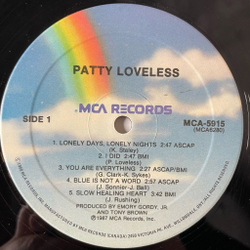 PATTY LOVELESS
MCA RECORDS
SIDE 1
MCA-5915
(MCA6280)
1. LONELY DAYS, LONELY NIGHTS 2:47 ASCAP
(K. Staley)
2. I DID 2:42 BMI
(P. Loveless)
3. YOU ARE EVERYTHING 2:27 ASCAP/BMI
(G. Clark-K. Sykes)
4. BLUE IS NOT A WORD 2:57 ASCAP
(J. Sonnier-J. Ball)
5. SLOW HEALING HEART 3:42 BMI
(J. Rushing)
PRODUCED BY EMORY GORDY, JR.
AND TONY BROWN
℗1987 MCA Records, Inc.